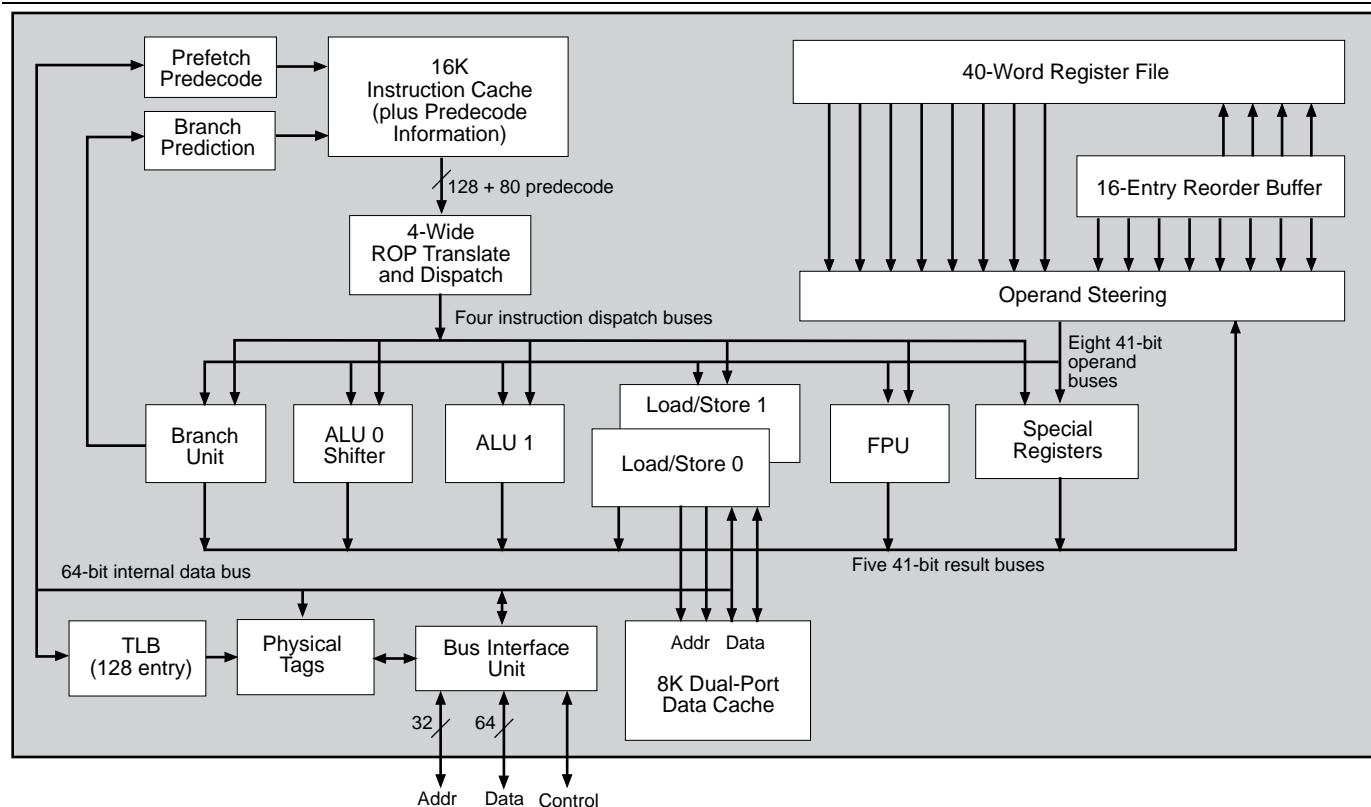 Prefetch
Predecode
16K
Instruction Cache
(plus Predecode
Information)
40-Word Register File
Branch
Prediction
128 + 80 predecode
16-Entry Reorder Buffer
4-Wide
ROP Translate
and Dispatch
Operand Steering
Four instruction dispatch buses
Eight 41-bit
operand
buses
Branch
Unit
ALU 0
Shifter
ALU 1
Load/Store 1
Load/Store 0
FPU
Special
Registers
64-bit internal data bus
Five 41-bit result buses
TLB
(128 entry)
Physical
Tags
Bus Interface
Unit
Addr Data
8K Dual-Port
Data Cache
32
64
Addr Data Control